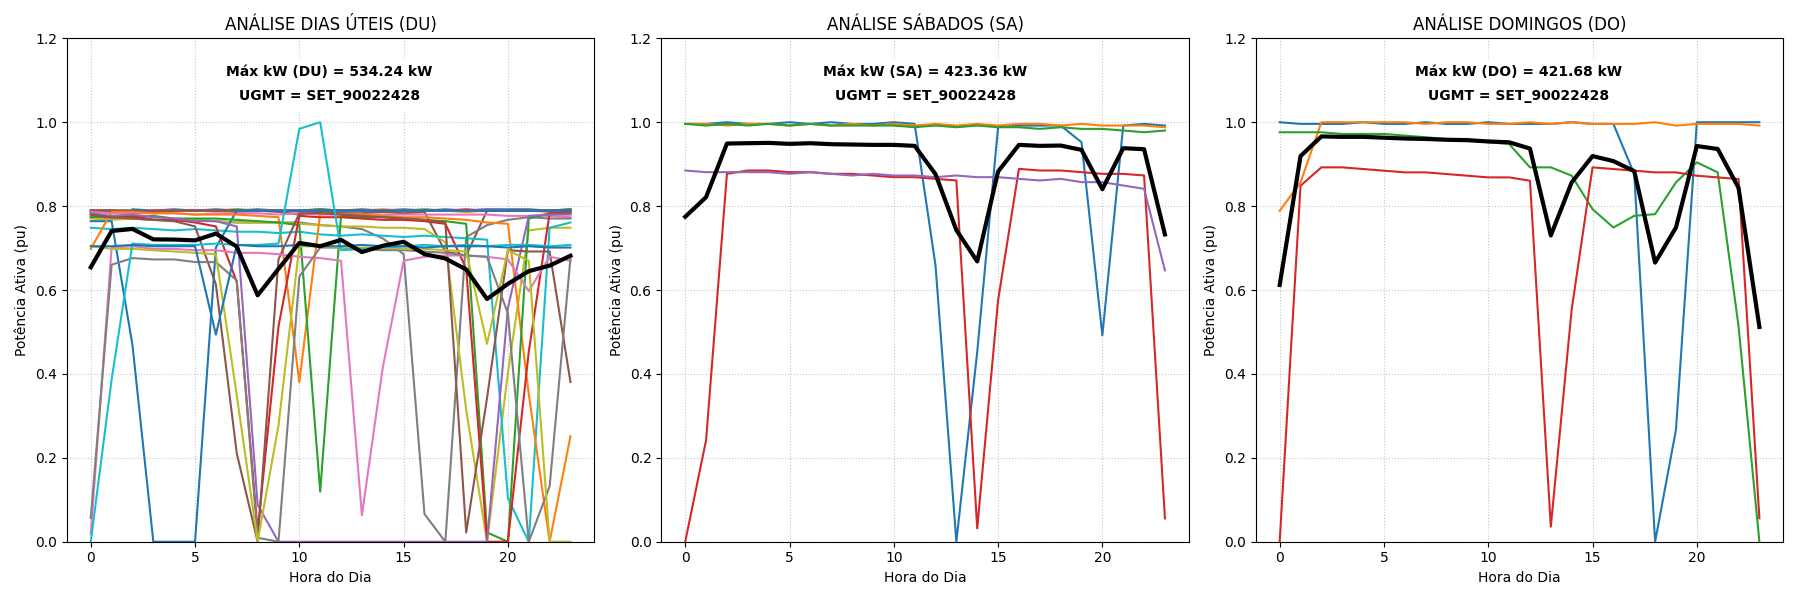 ANÁLISE DIAS ÚTEIS (DU)
Máx kW (DU) = 534.24 kW
UGMT = SET_90022428
Potência Ativa (pu)
1.2
1.0
0.8
0.6
0.4
0.2
0.0
0 5 10 15 20
Hora do Dia
ANÁLISE SÁBADOS (SA)
Máx kW (SA) = 423.36 kW
UGMT = SET_90022428
Potência Ativa (pu)
1.2
1.0
0.8
0.6
0.4
0.2
0.0
0 5 10 15 20
Hora do Dia
ANÁLISE DOMINGOS (DO)
Máx kW (DO) = 421.68 kW
UGMT = SET_90022428
Potência Ativa (pu)
1.2
1.0
0.8
0.6
0.4
0.2
0.0
0 5 10 15 20
Hora do Dia